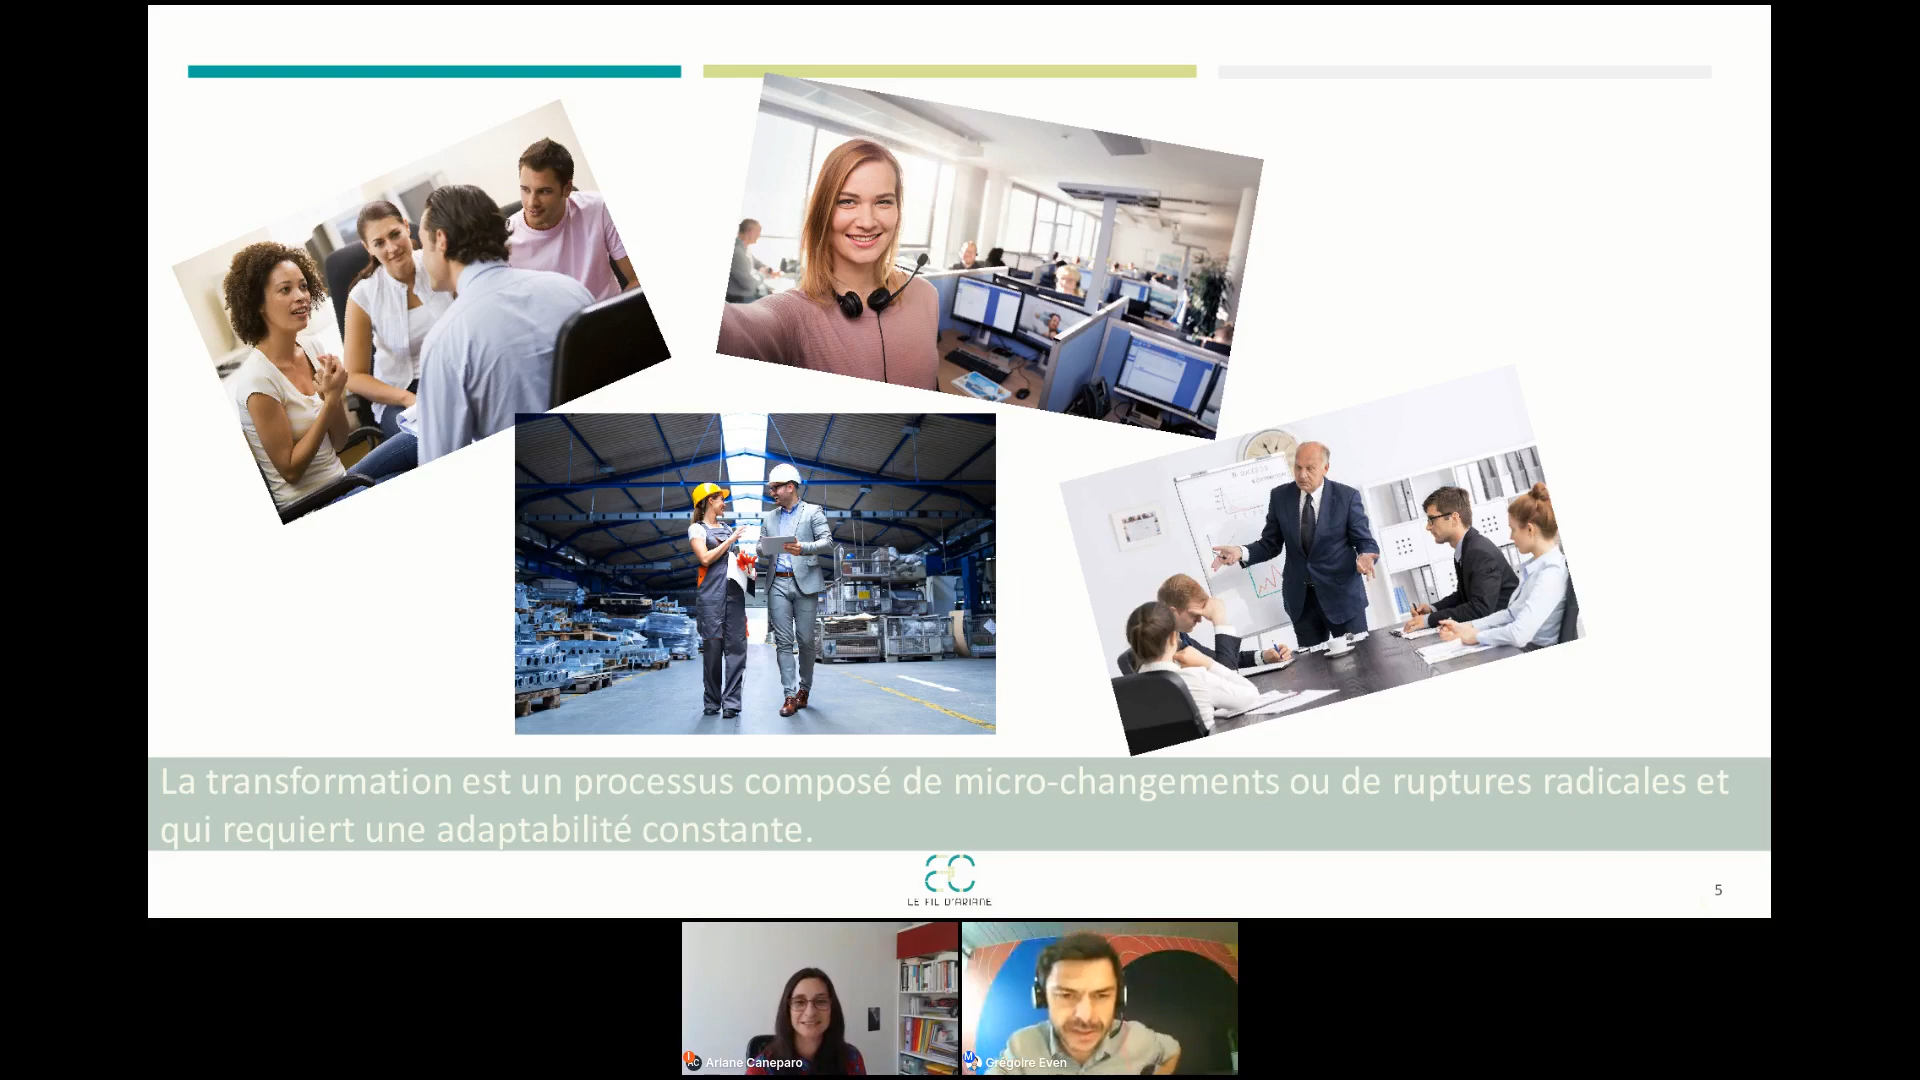 La transformation est un processus composé de micro-changements ou de ruptures radicales et
qui requiert une adaptabilité constante.
LE FIL D'ARIANE
5
Ariane Caneparo
Grégoire Even